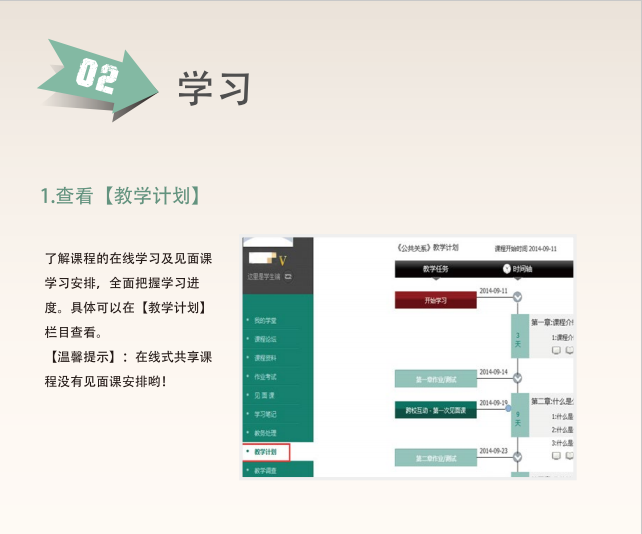 02
学习
1.查看【教学计划】
了解课程的在线学习及见面课
学习安排，全面把握学习进
度。具体可以在【教学计划】
栏目查看。
【温馨提示】：在线式共享课
程没有见面课安排哟！
V
这里是学生端
我的学堂
课程论坛
课程资料
作业考试
见面课
学习笔记
教务处理
教学计划
教学调查
《公共关系》教学计划
课程开始时间 2014-09-11
教学任务
时间轴
开始学习
2014-09-11
3
天
第一章:课程介
1:课程介
第一章作业/测试
2014-09-14
跨校互动·第一次见面课
2014-09-19
9
天
第二章:什么是
1:什么是
2:什么是
3:什么是
第二章作业/测试
2014-09-23